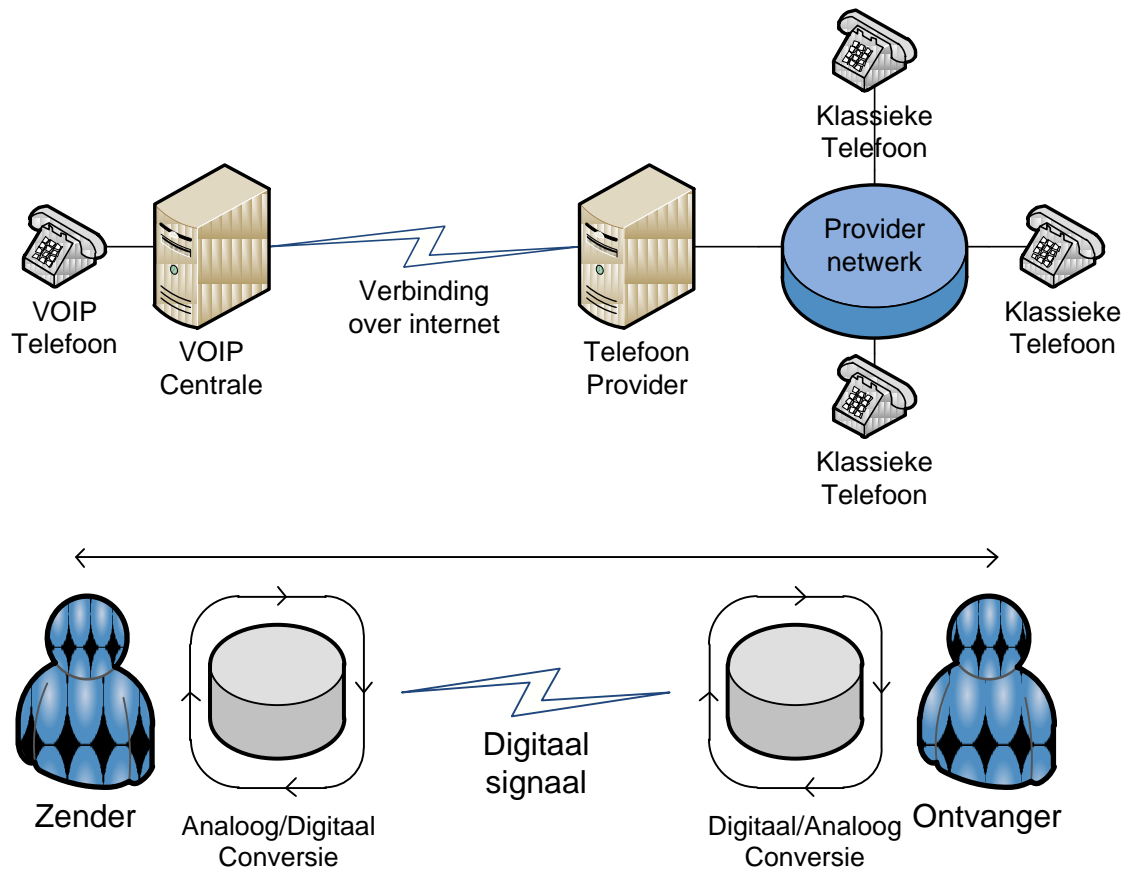 Klassieke
Telefoon
Provider
netwerk
VOIP
Telefoon
VOIP
Centrale
Verbinding
over internet
Telefoon
Provider
Klassieke
Telefoon
Klassieke
Telefoon
Zender
Analoog/Digitaal
Conversie
Digitaal
signaal
Digitaal/Analoog
Conversie
Ontvanger